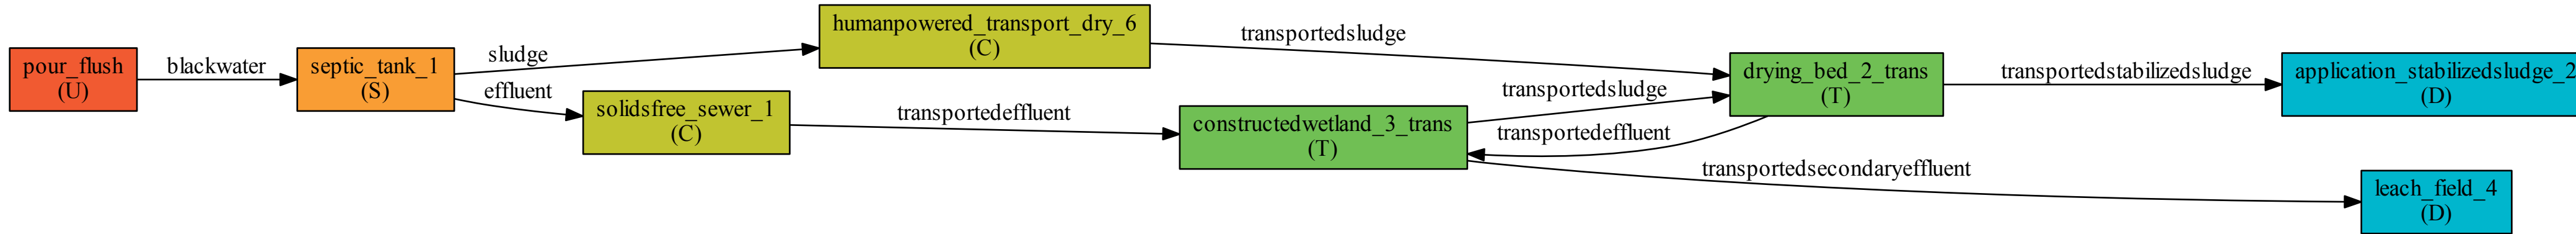 pour_flush
(U)
blackwater
septic_tank_1
(S)
sludge
effluent
humanpowered_transport_dry_6
(C)
solidsfree_sewer_1
(C)
transportedsludge
transportedeffluent
constructedwetland_3_trans
(T)
transportedsludge
transportedeffluent
drying_bed_2_trans
(T)
transportedstabilizedsludge
transportedsecondaryeffluent
application_stabilizedsludge_2
(D)
leach_field_4
(D)